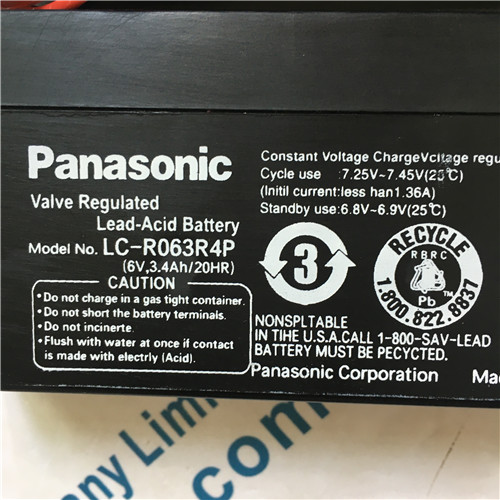 Panasonic
Valve Regulated
Lead-Acid Battery
Model No. LC-R063R4P
(6V,3.4Ah/20HR)
CAUTION
• Do not charge in a gas tight container.
• Do not short the battery terminals.
• Do not incinerte.
• Flush with water at once if contact
is made with electrly (Acid).
Constant Voltage ChargeVcltage regu
Cycle use :7.25V~7.45V(25℃)
(Initil current:less han1.36A)
Standby use :6.8V~6.9V(25℃)
3
RECYCLE
RBRC
Pb
1.800.822.8837
NONSPLTABLE
IN TIHE U.S.A.CALL 1-800-SAV-LEAD
BATTERY MUST BE PECYCTED.
Panasonic Corporation
Mad
any Limi
com